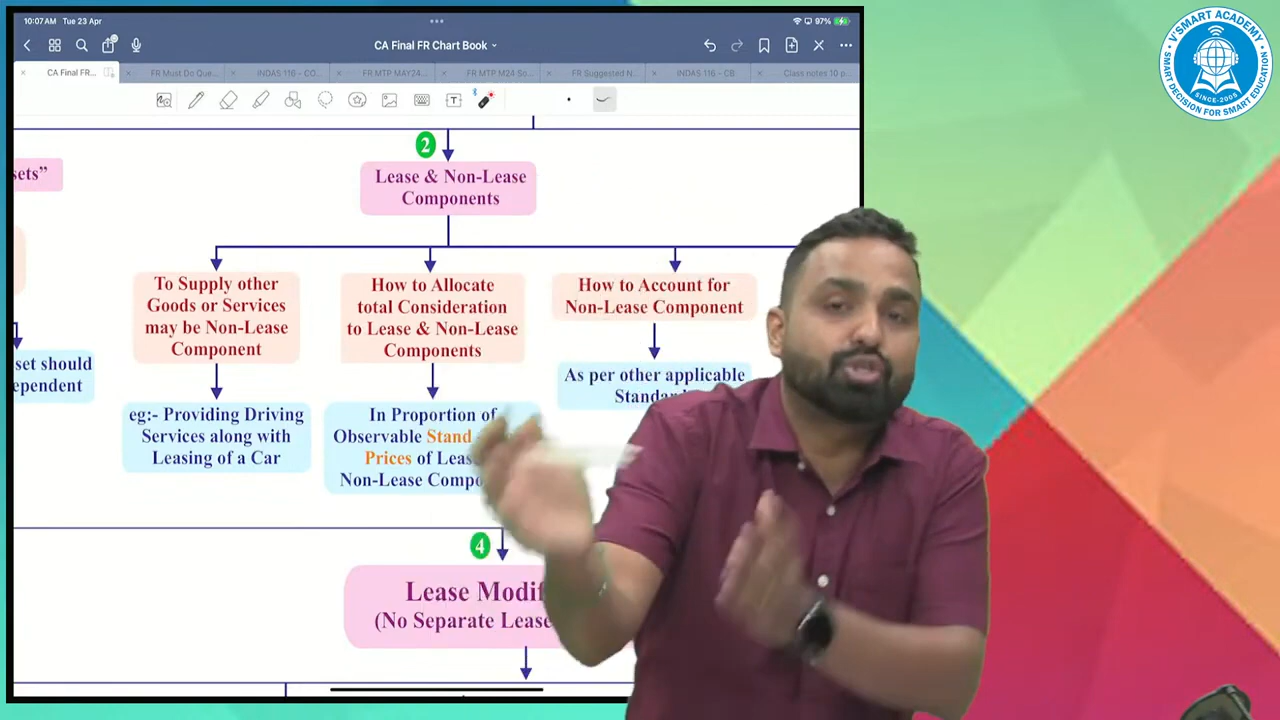 10:07AM Tue 23 Apr
97%
CA Final FR Chart Book
CA Final FR...
FR Must Do Que...
INDAS 116 - CO...
FR MTP MAY24...
FR MTP M24 So...
FR Suggested N...
INDAS 116 - CB
Class notes 10 p...
V'SMART ACADEMY
SMART DECISION FOR SMART EDUCATION
SINCE-2005
sets”
2
Lease & Non-Lease
Components
To Supply other
Goods or Services
may be Non-Lease
Component
How to Allocate
total Consideration
to Lease & Non-Lease
Components
How to Account for
Non-Lease Component
set should
ependent
eg:- Providing Driving
Services along with
Leasing of a Car
In Proportion of
Observable Stand
Prices of Leas
Non-Lease Compo
As per other applicable
Standar
4
Lease Modif
(No Separate Lease